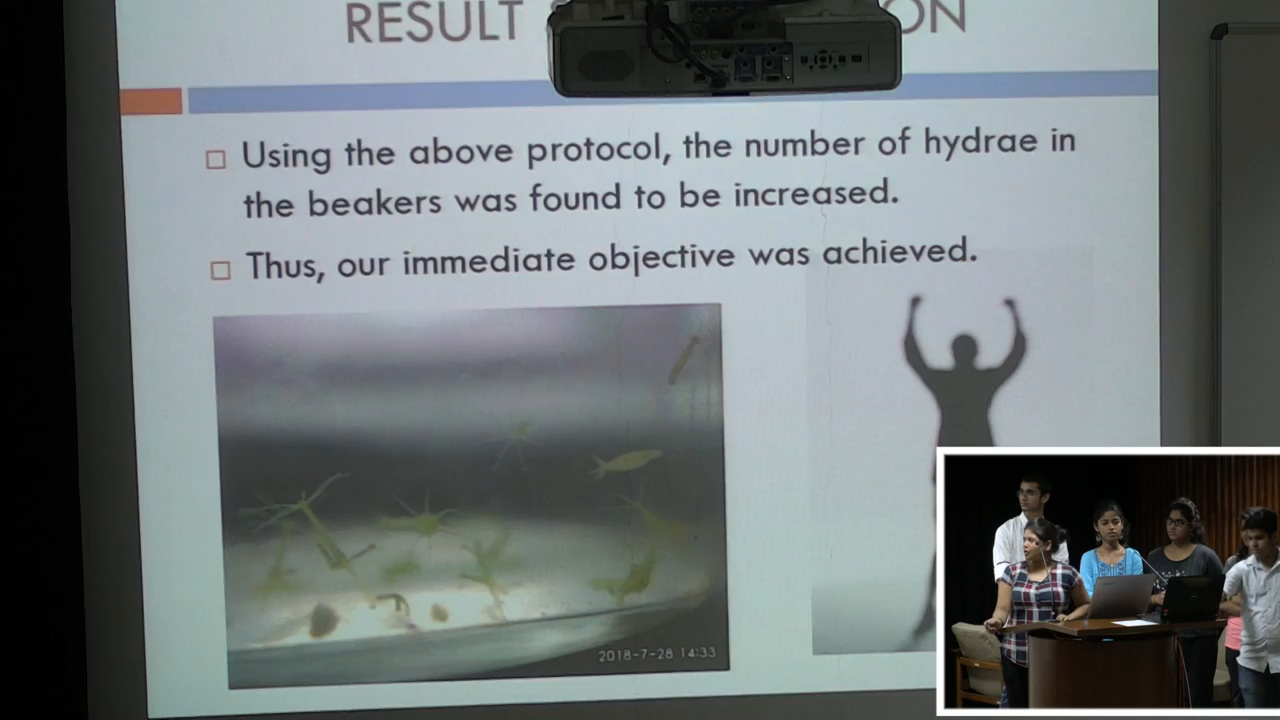 RESULT
Using the above protocol, the number of hydrae in
the beakers was found to be increased.
Thus, our immediate objective was achieved.
2018-7-28 14:33